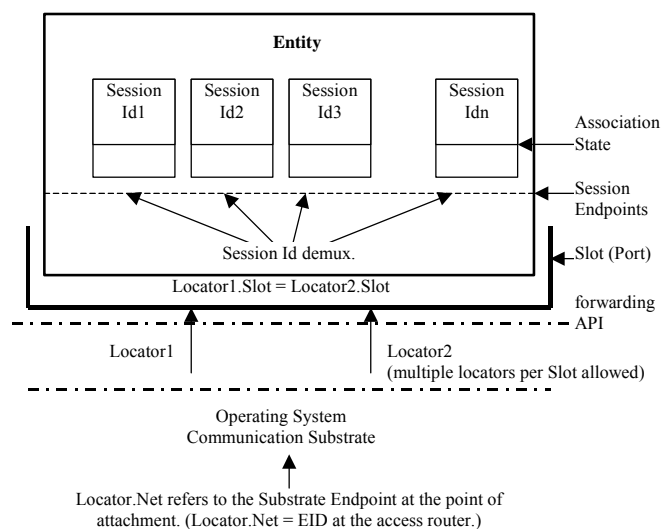 Entity
Session Session Session Session
Id1 Id2 Id3 Idn
Association
State
Session
Endpoints
Session Id demux.
Slot (Port)
Locator1.Slot = Locator2.Slot
forwarding
API
Locator1
Locator2
(multiple locators per Slot allowed)
Operating System
Communication Substrate
Locator.Net refers to the Substrate Endpoint at the point of
attachment. (Locator.Net = EID at the access router.)